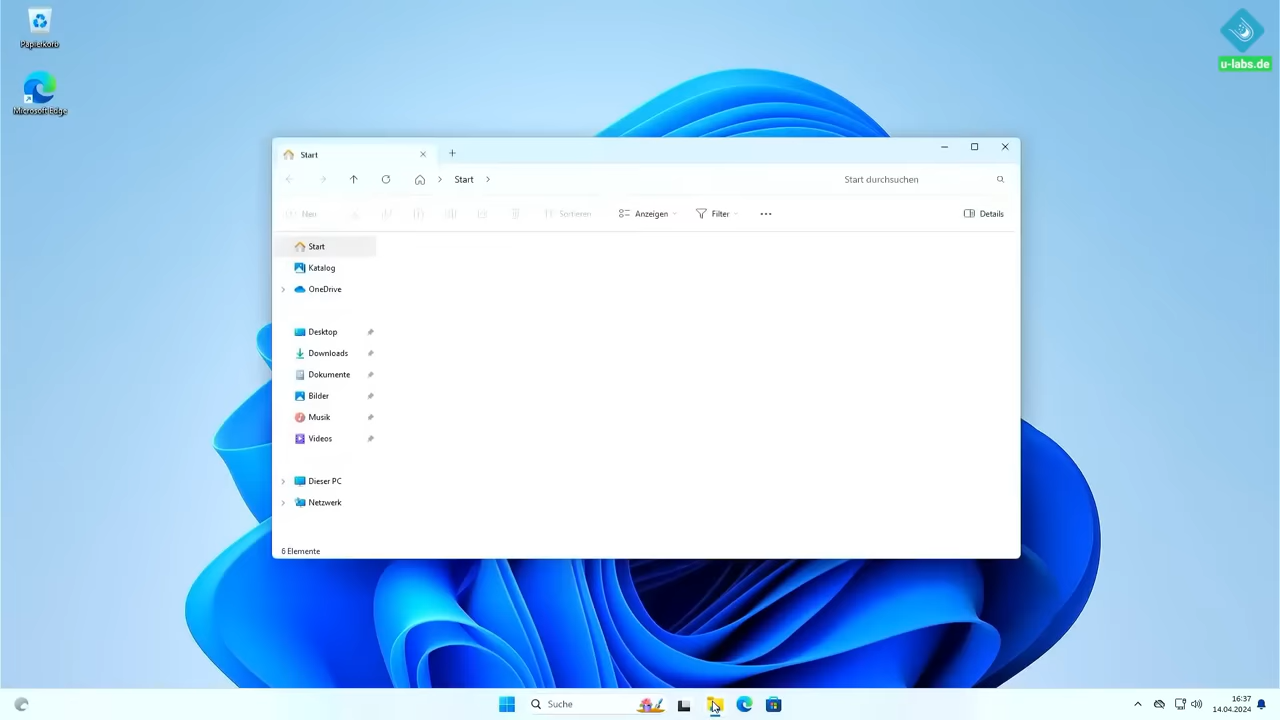 Papierkorb
Microsoft Edge
u-labs.de
Start
Start
Start durchsuchen
Neu
Sortieren
Anzeigen
Filter
Details
Start
Katalog
OneDrive
Desktop
Downloads
Dokumente
Bilder
Musik
Videos
Dieser PC
Netzwerk
6 Elemente
Suche
16:37
14.04.2024